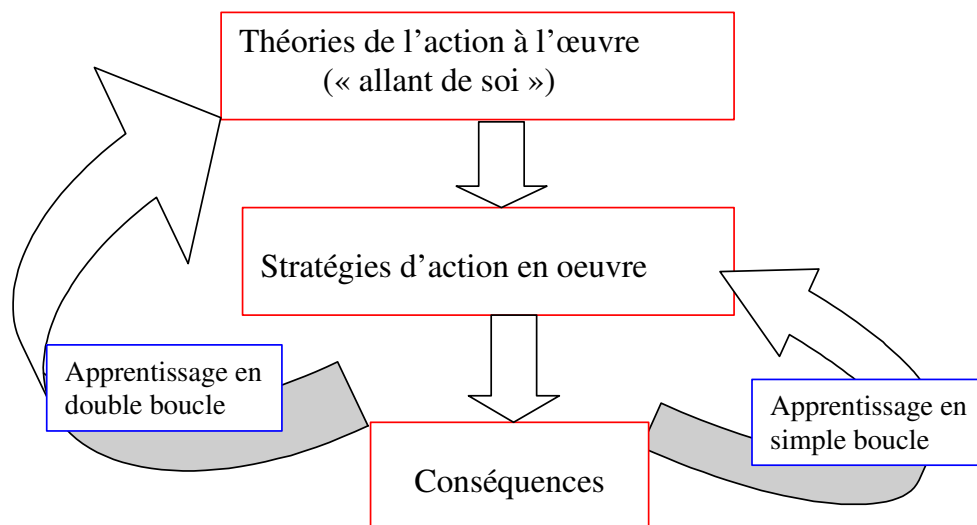 Théories de l’action à l’œuvre
(« allant de soi »)
Stratégies d’action en oeuvre
Apprentissage en
double boucle
Apprentissage en
simple boucle
Conséquences